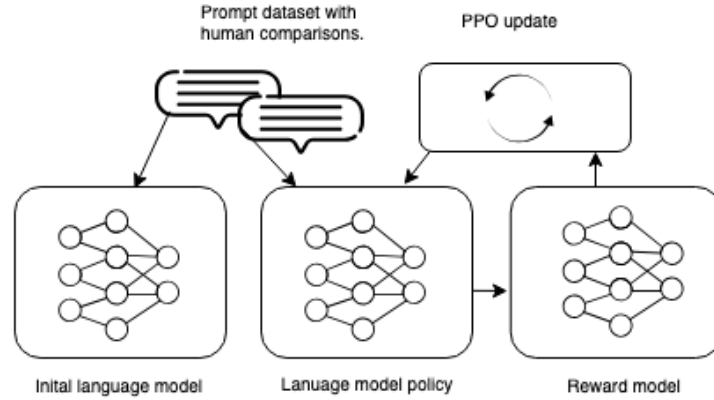 Prompt dataset with
human comparisons.
PPO update
Inital language model
Lanuage model policy
Reward model